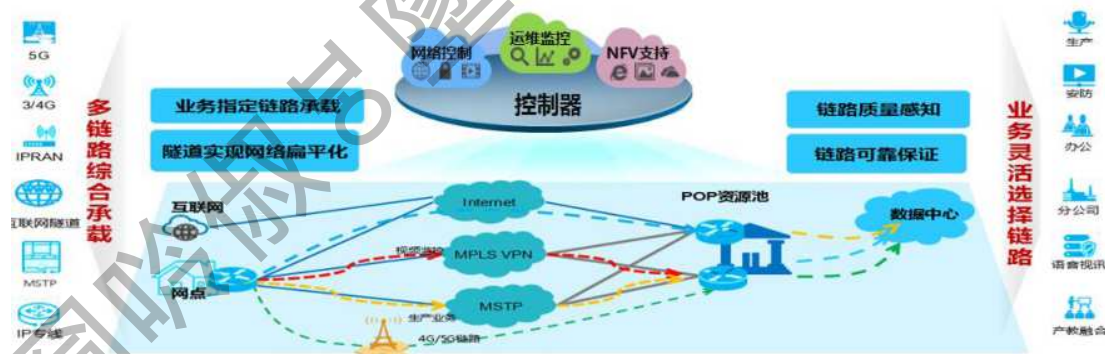 5G
3/4G
IPRAN
互联网隧道
MSTP
IP专线
多链路综合承载
网络控制
运维监控
NFV支持
控制器
业务指定链路承载
隧道实现网络扁平化
链路质量感知
链路可靠保证
互联网
网点
Internet
视频监控
MPLS VPN
MSTP
生产业务
4G/5G链路
POP资源池
数据中心
业务灵活选择链路
生产
安防
办公
分公司
语音视讯
产教融合